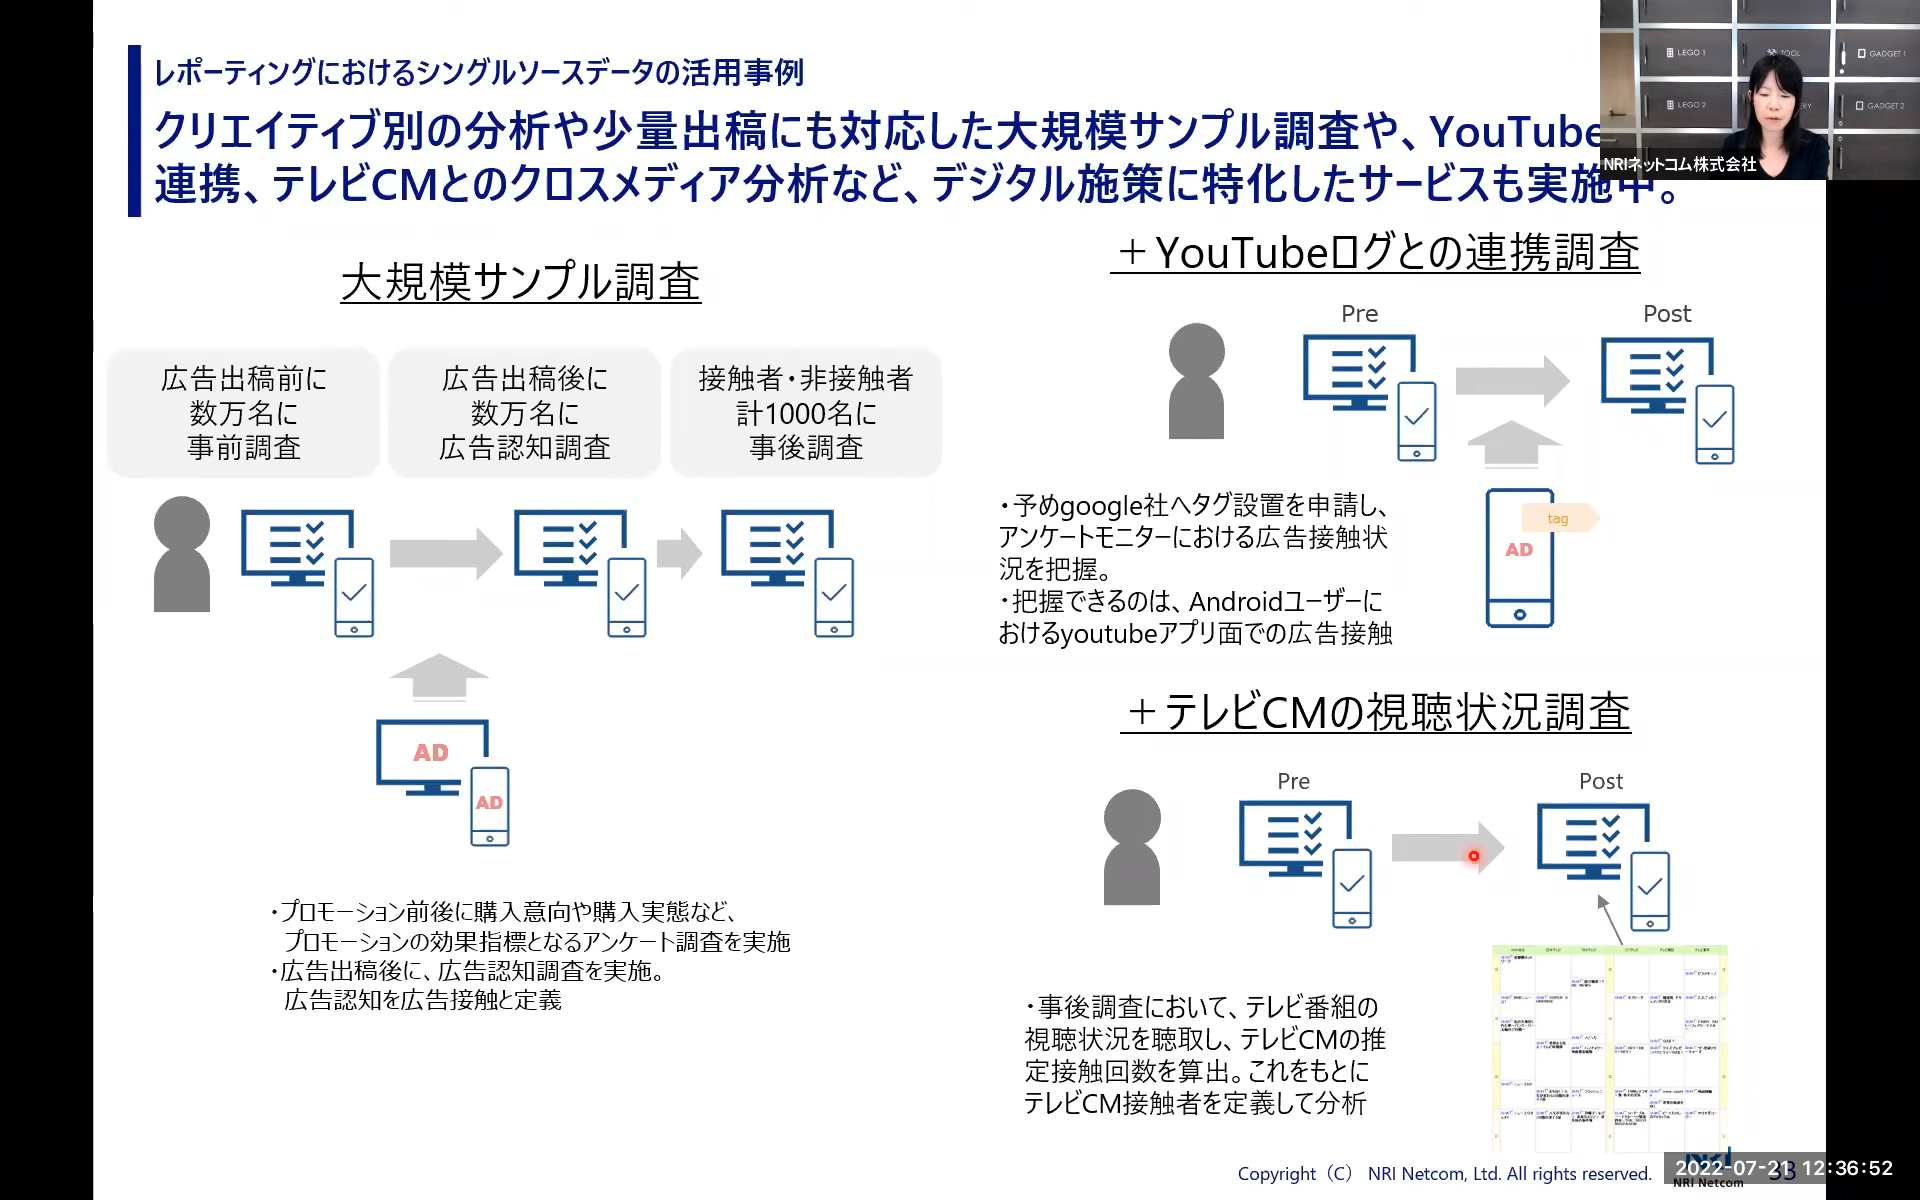 レポーティングにおけるシングルソースデータの活用事例
クリエイティブ別の分析や少量出稿にも対応した大規模サンプル調査や、YouTube
連携、テレビCMとのクロスメディア分析など、デジタル施策に特化したサービスも実施中。
LEGO 1
TOOL
GADGET 1
LEGO 2
GADGET 2
NRIネットコム株式会社
大規模サンプル調査
広告出稿前に
数万名に
事前調査
広告出稿後に
数万名に
広告認知調査
接触者・非接触者
計1000名に
事後調査
AD
AD
・プロモーション前後に購入意向や購入実態など、
プロモーションの効果指標となるアンケート調査を実施
・広告出稿後に、広告認知調査を実施。
広告認知を広告接触と定義
＋YouTubeログとの連携調査
Pre
Post
・予めgoogle社へタグ設置を申請し、
アンケートモニターにおける広告接触状
況を把握。
・把握できるのは、Androidユーザーに
おけるyoutubeアプリ面での広告接触
tag
AD
＋テレビCMの視聴状況調査
Pre
Post
・事後調査において、テレビ番組の
視聴状況を聴取し、テレビCMの推
定接触回数を算出。これをもとに
テレビCM接触者を定義して分析
Copyright（C） NRI Netcom, Ltd. All rights reserved.
2022-07-21 12:36:52
33
NRI Netcom